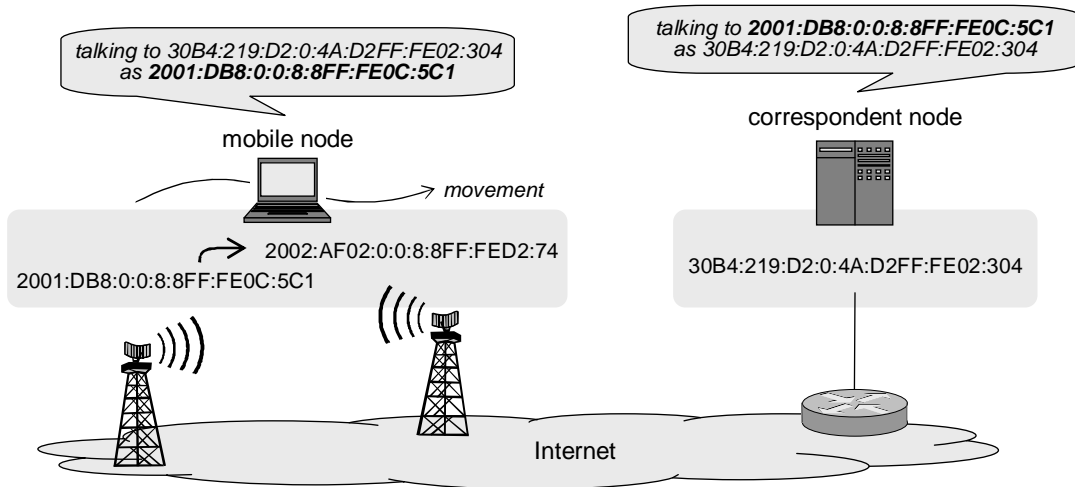 talking to 30B4:219:D2:0:4A:D2FF:FE02:304
as 2001:DB8:0:0:8:8FF:FE0C:5C1
talking to 2001:DB8:0:0:8:8FF:FE0C:5C1
as 30B4:219:D2:0:4A:D2FF:FE02:304
mobile node
correspondent node
movement
2002:AF02:0:0:8:8FF:FED2:74
2001:DB8:0:0:8:8FF:FE0C:5C1
30B4:219:D2:0:4A:D2FF:FE02:304
Internet